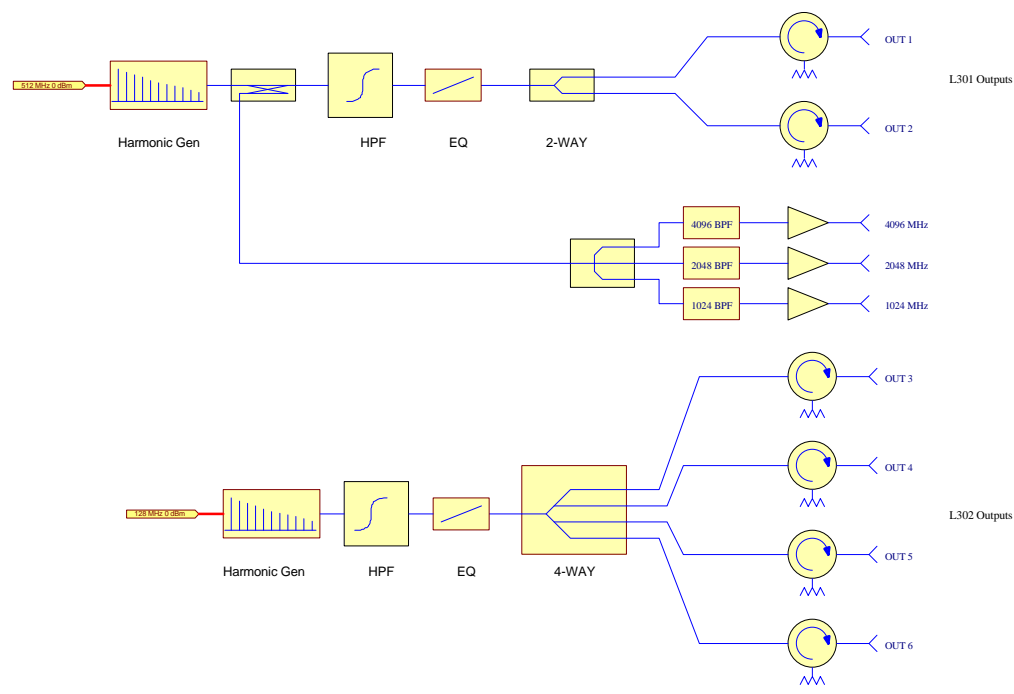 OUT 1
512 MHz 0 dBm
L301 Outputs
Harmonic Gen
HPF
EQ
2-WAY
OUT 2
4096 BPF
4096 MHz
2048 BPF
2048 MHz
1024 BPF
1024 MHz
OUT 3
OUT 4
128 MHz 0 dBm
L302 Outputs
Harmonic Gen
HPF
EQ
4-WAY
OUT 5
OUT 6